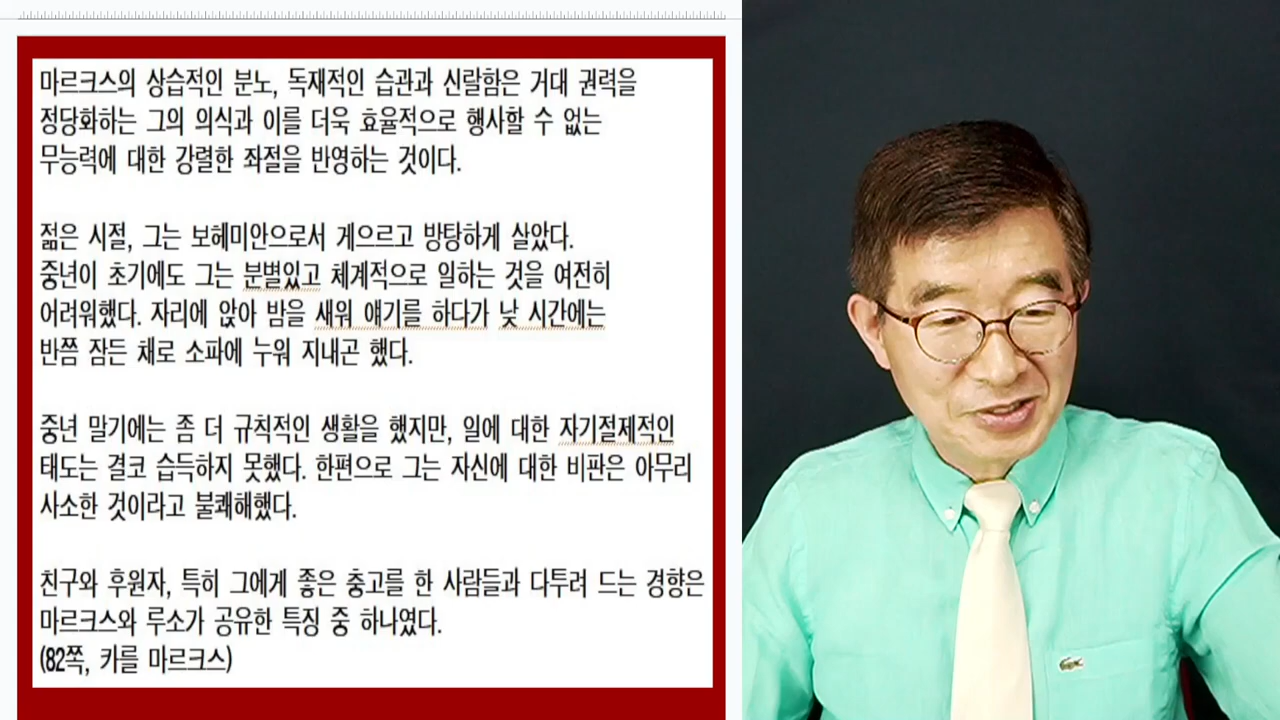 마르크스의 상습적인 분노, 독재적인 습관과 신랄함은 거대 권력을
정당화하는 그의 의식과 이를 더욱 효율적으로 행사할 수 없는
무능력에 대한 강렬한 좌절을 반영하는 것이다.
젊은 시절, 그는 보헤미안으로서 게으르고 방탕하게 살았다.
중년이 초기에도 그는 분별있고 체계적으로 일하는 것을 여전히
어려워했다. 자리에 앉아 밤을 새워 얘기를 하다가 낮 시간에는
반쯤 잠든 채로 소파에 누워 지내곤 했다.
중년 말기에는 좀 더 규칙적인 생활을 했지만, 일에 대한 자기절제적인
태도는 결코 습득하지 못했다. 한편으로 그는 자신에 대한 비판은 아무리
사소한 것이라고 불쾌해했다.
친구와 후원자, 특히 그에게 좋은 충고를 한 사람들과 다투려 드는 경향은
마르크스와 루소가 공유한 특징 중 하나였다.
(82쪽, 카를 마르크스)